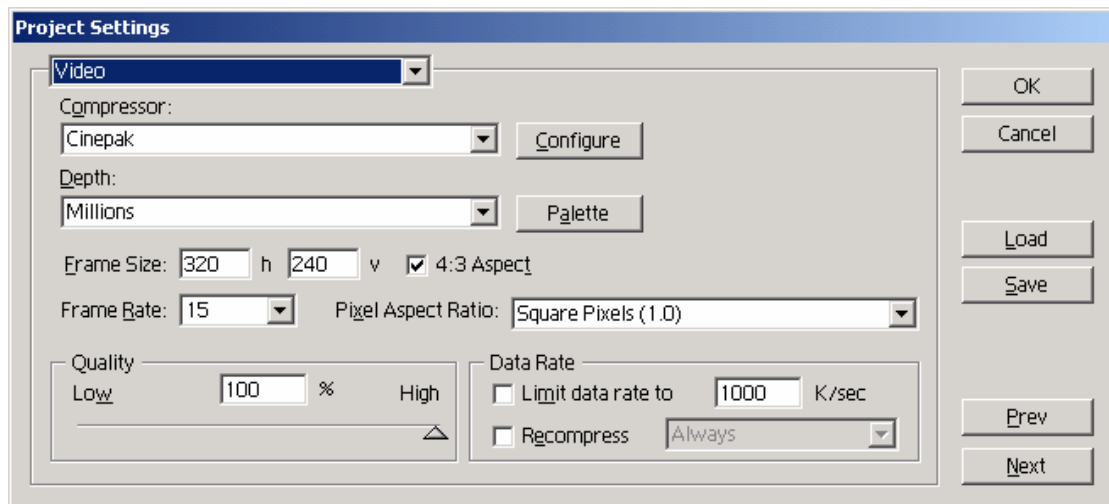 Project Settings
Video
OK
Compressor:
Cinepak
Configure
Cancel
Depth:
Millions
Palette
Load
Frame Size: 320 h 240 v 4:3 Aspect
Save
Frame Rate: 15 Pixel Aspect Ratio: Square Pixels (1.0)
Quality
Low 100 % High
Data Rate
Limit data rate to 1000 K/sec
Recompress Always
Prev
Next